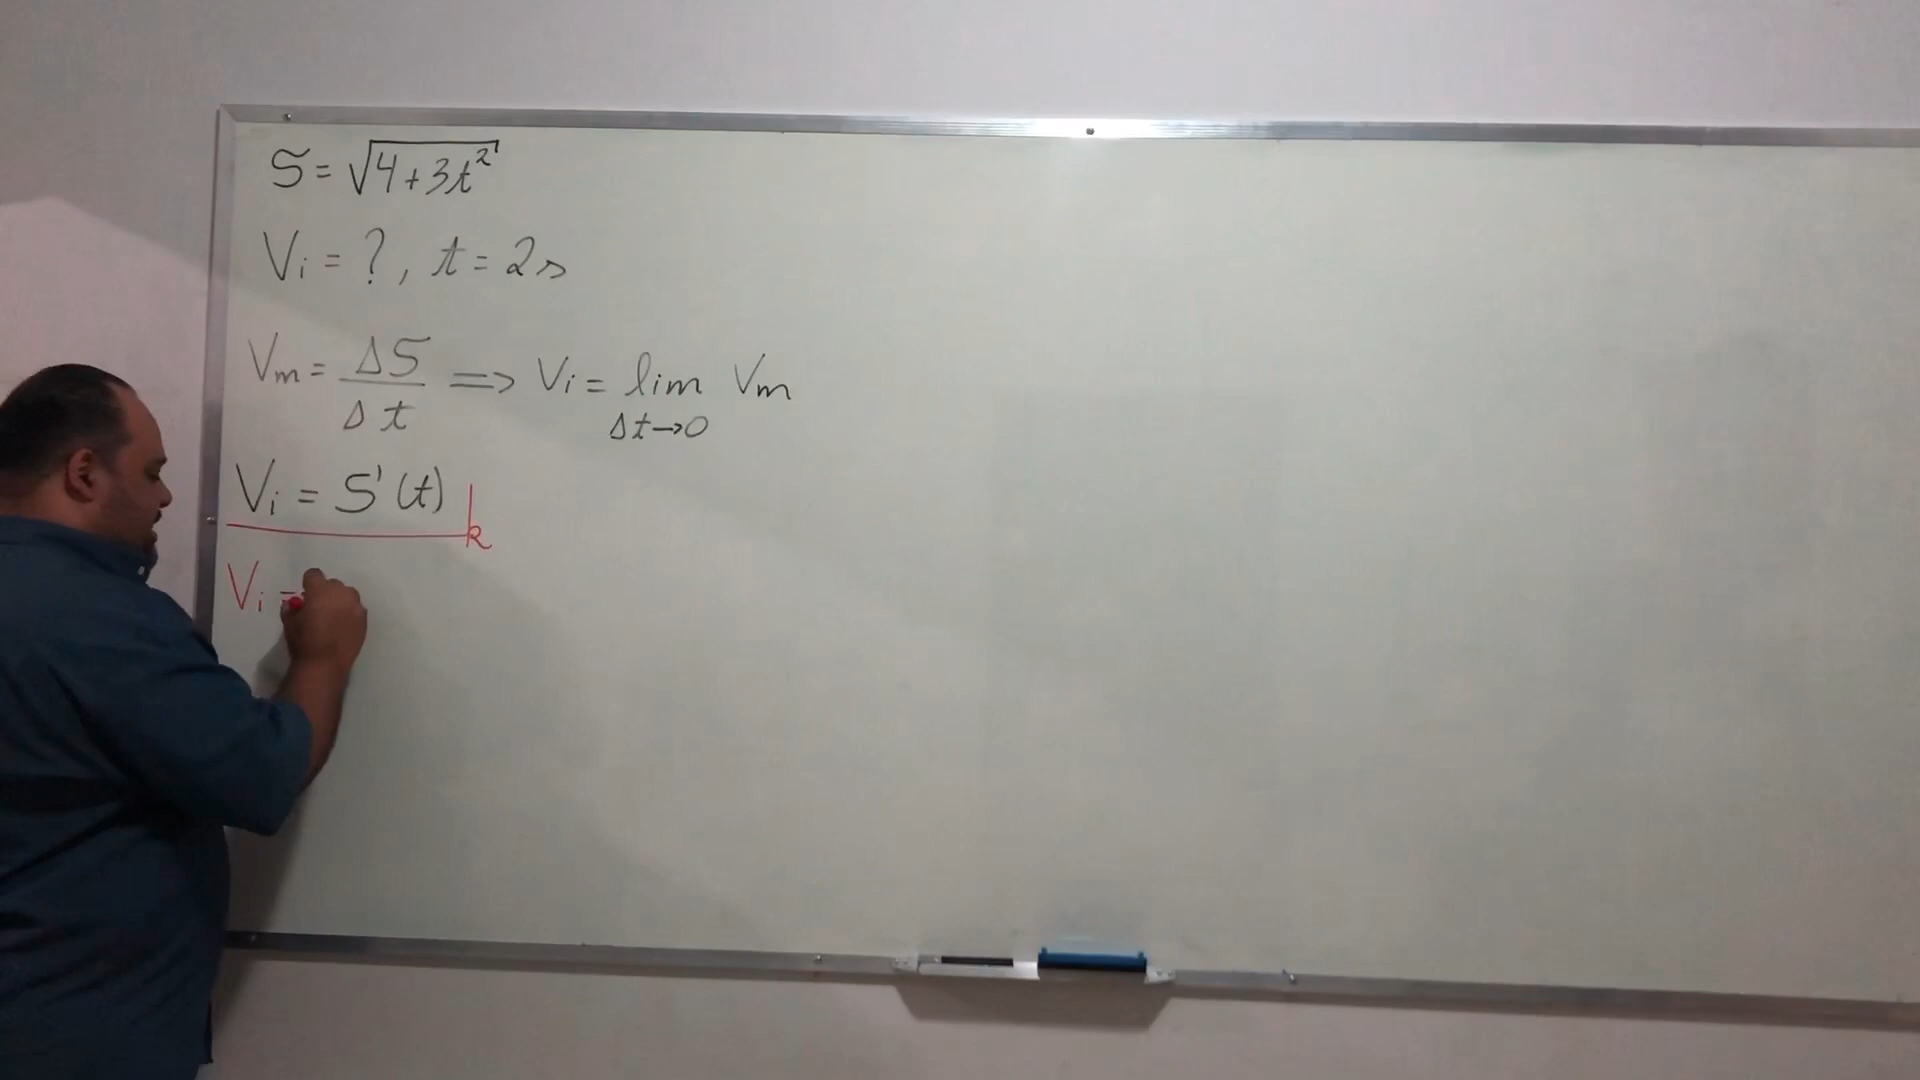 S = √4+3t²
Vi = ?, t = 2s
Vm = ΔS/Δt ⟹ Vi = lim Δt→0 Vm
Vi = S'(t) k
Vi =